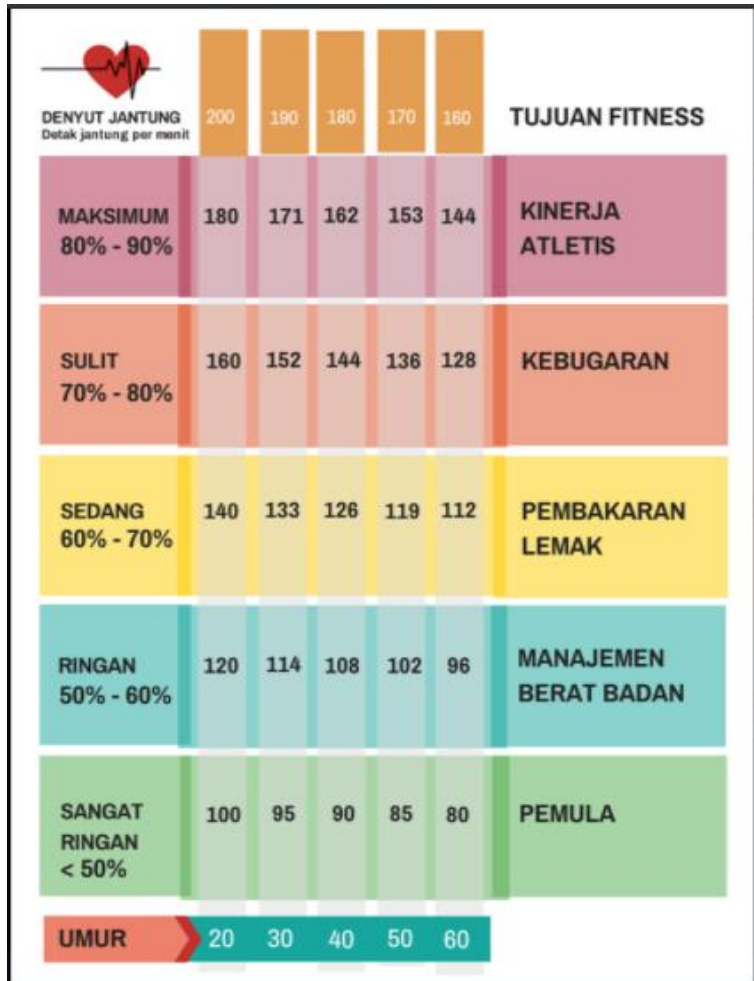 DENYUT JANTUNG
Detak jantung per menit
200 190 180 170 160
TUJUAN FITNESS
MAKSIMUM
80% - 90%
180 171 162 153 144
KINERJA
ATLETIS
SULIT
70% - 80%
160 152 144 136 128
KEBUGARAN
SEDANG
60% - 70%
140 133 126 119 112
PEMBAKARAN
LEMAK
RINGAN
50% - 60%
120 114 108 102 96
MANAJEMEN
BERAT BADAN
SANGAT
RINGAN
< 50%
100 95 90 85 80
PEMULA
UMUR 20 30 40 50 60